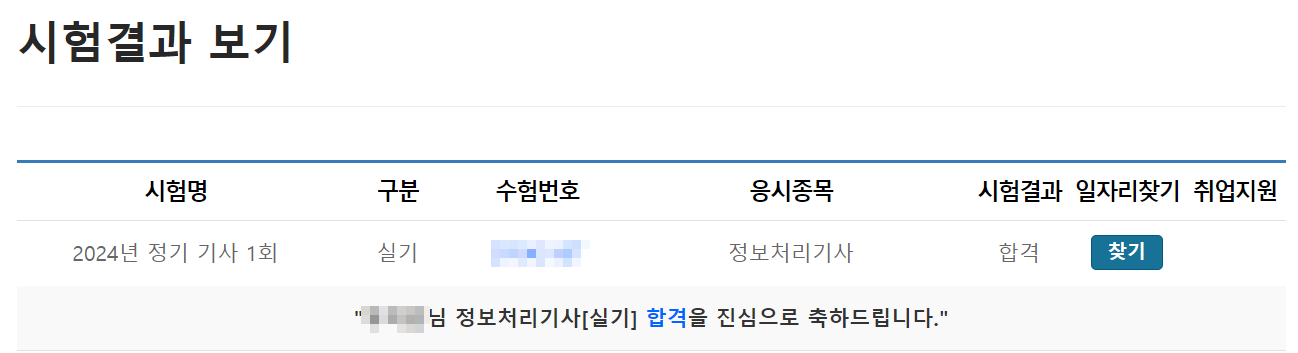 시험결과 보기
시험명 구분 수험번호 응시종목 시험결과 일자리찾기 취업지원
2024년 정기 기사 1회 실기 정보처리기사 합격 찾기
"님 정보처리기사[실기] 합격을 진심으로 축하드립니다."